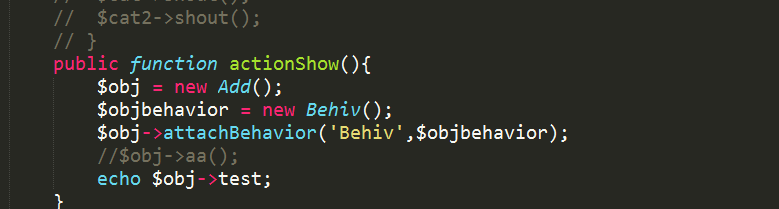 //  $cat2->shout();
// }
public function actionShow(){
$obj = new Add();
$objbehavior = new Behiv();
$obj->attachBehavior('Behiv',$objbehavior);
//$obj->aa();
echo $obj->test;
}